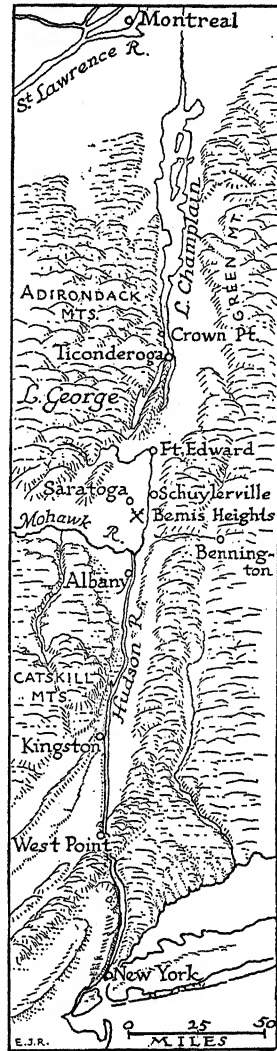 Montreal
St Lawrence R.
L. Champlain
GREEN MT.
ADIRONDACK
MTS.
Crown Pt.
Ticonderoga
L. George
Ft. Edward
Saratoga
Schuylerville
Bemis Heights
Mohawk R.
Benning-
ton
Albany
Hudson R.
CATSKILL
MTS.
Kingston
West Point
New York
0 25 50
MILES
E.J.R.